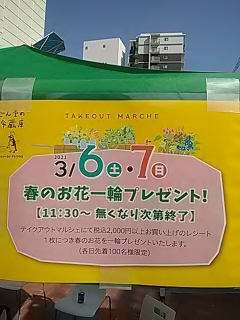 TAKEOUT MARCHE
冷蔵庫
2021
3/6土・7日
春のお花一輪プレゼント!
【11:30～ 無くなり次第終了】
テイクアウトマルシェにて税込2,000円以上お買い上げのレシート
1枚につき春のお花を一輪プレゼントいたします。
(各日先着100名様限定)